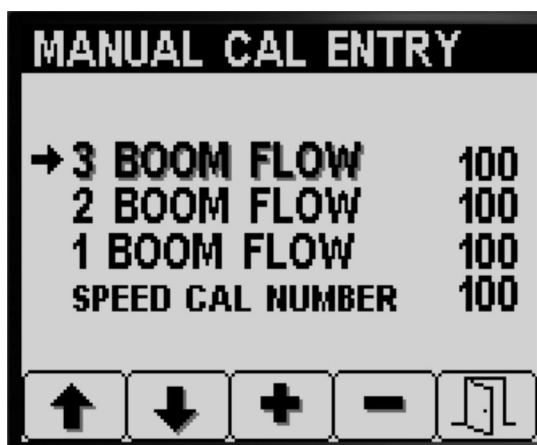 MANUAL CAL ENTRY
3 BOOM FLOW 100
2 BOOM FLOW 100
1 BOOM FLOW 100
SPEED CAL NUMBER 100